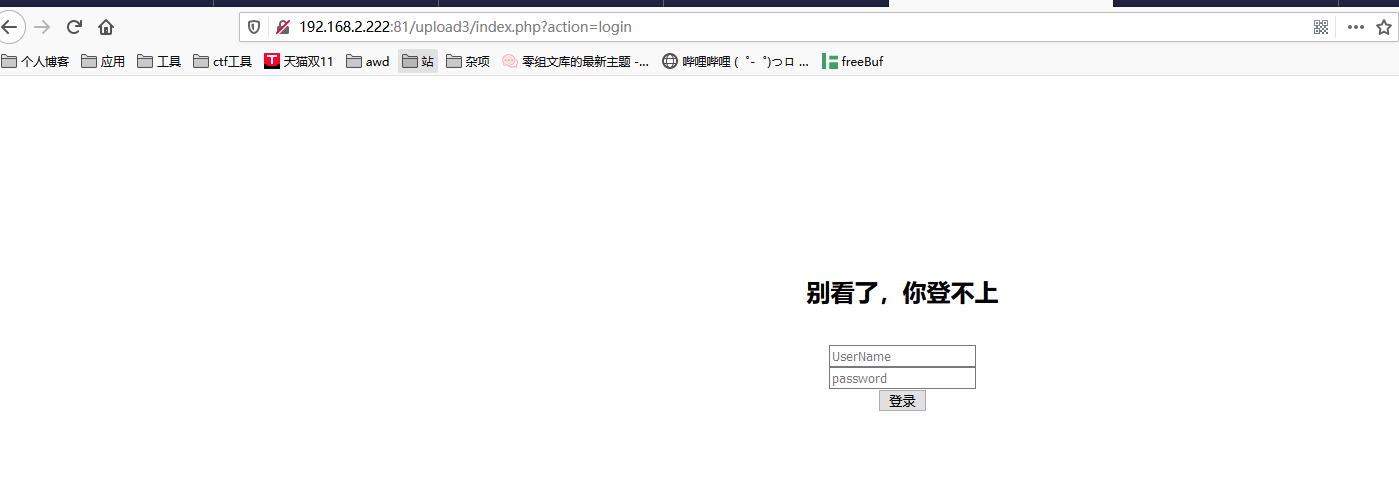 192.168.2.222:81/upload3/index.php?action=login
个人博客 应用 工具 ctf工具 天猫双11 awd 站 杂项 零组文库的最新主题 -... 哔哩哔哩 ( ゜- ゜)つロ ... freeBuf
别看了，你登不上
UserName
password
登录